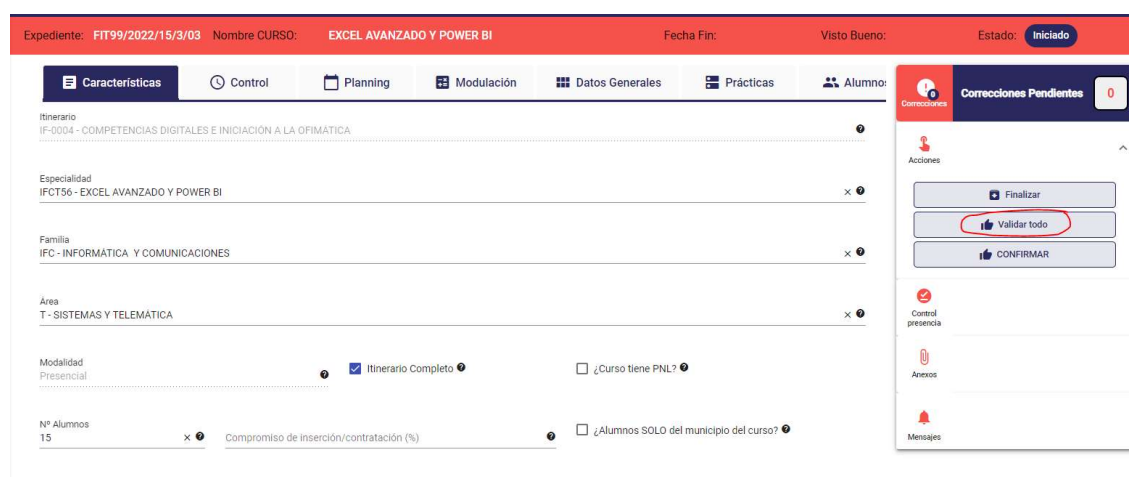 Expediente: FIT99/2022/15/3/03 Nombre CURSO: EXCEL AVANZADO Y POWER BI Fecha Fin: Visto Bueno: Estado: Iniciado
Características Control Planning Modulación Datos Generales Prácticas Alumnos
Correcciones 0 Correcciones Pendientes 0
Itinerario
IF-0004 - COMPETENCIAS DIGITALES E INICIACIÓN A LA OFIMÁTICA
Acciones
Especialidad
IFCT56 - EXCEL AVANZADO Y POWER BI
Finalizar
Validar todo
CONFIRMAR
Familia
IFC - INFORMÁTICA Y COMUNICACIONES
Área
T - SISTEMAS Y TELEMÁTICA
Control
presencia
Modalidad
Presencial
Itinerario Completo
¿Curso tiene PNL?
Anexos
Nº Alumnos
15
Compromiso de inserción/contratación (%)
¿Alumnos SOLO del municipio del curso?
Mensajes